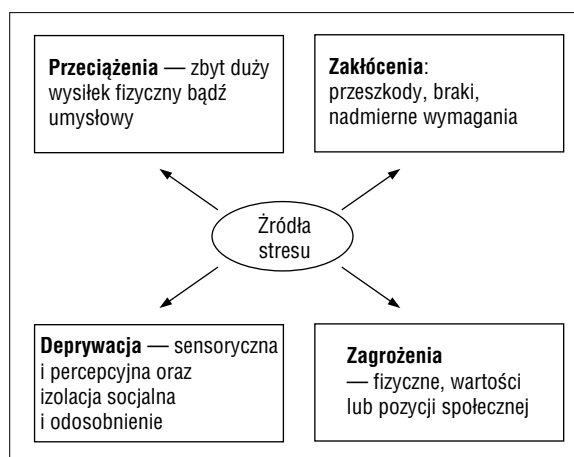 Przeciążenia — zbyt duży
wysiłek fizyczny bądź
umysłowy
Zakłócenia:
przeszkody, braki,
nadmierne wymagania
Źródła
stresu
Deprywacja — sensoryczna
i percepcyjna oraz
izolacja socjalna
i odosobnienie
Zagrożenia
— fizyczne, wartości
lub pozycji społecznej